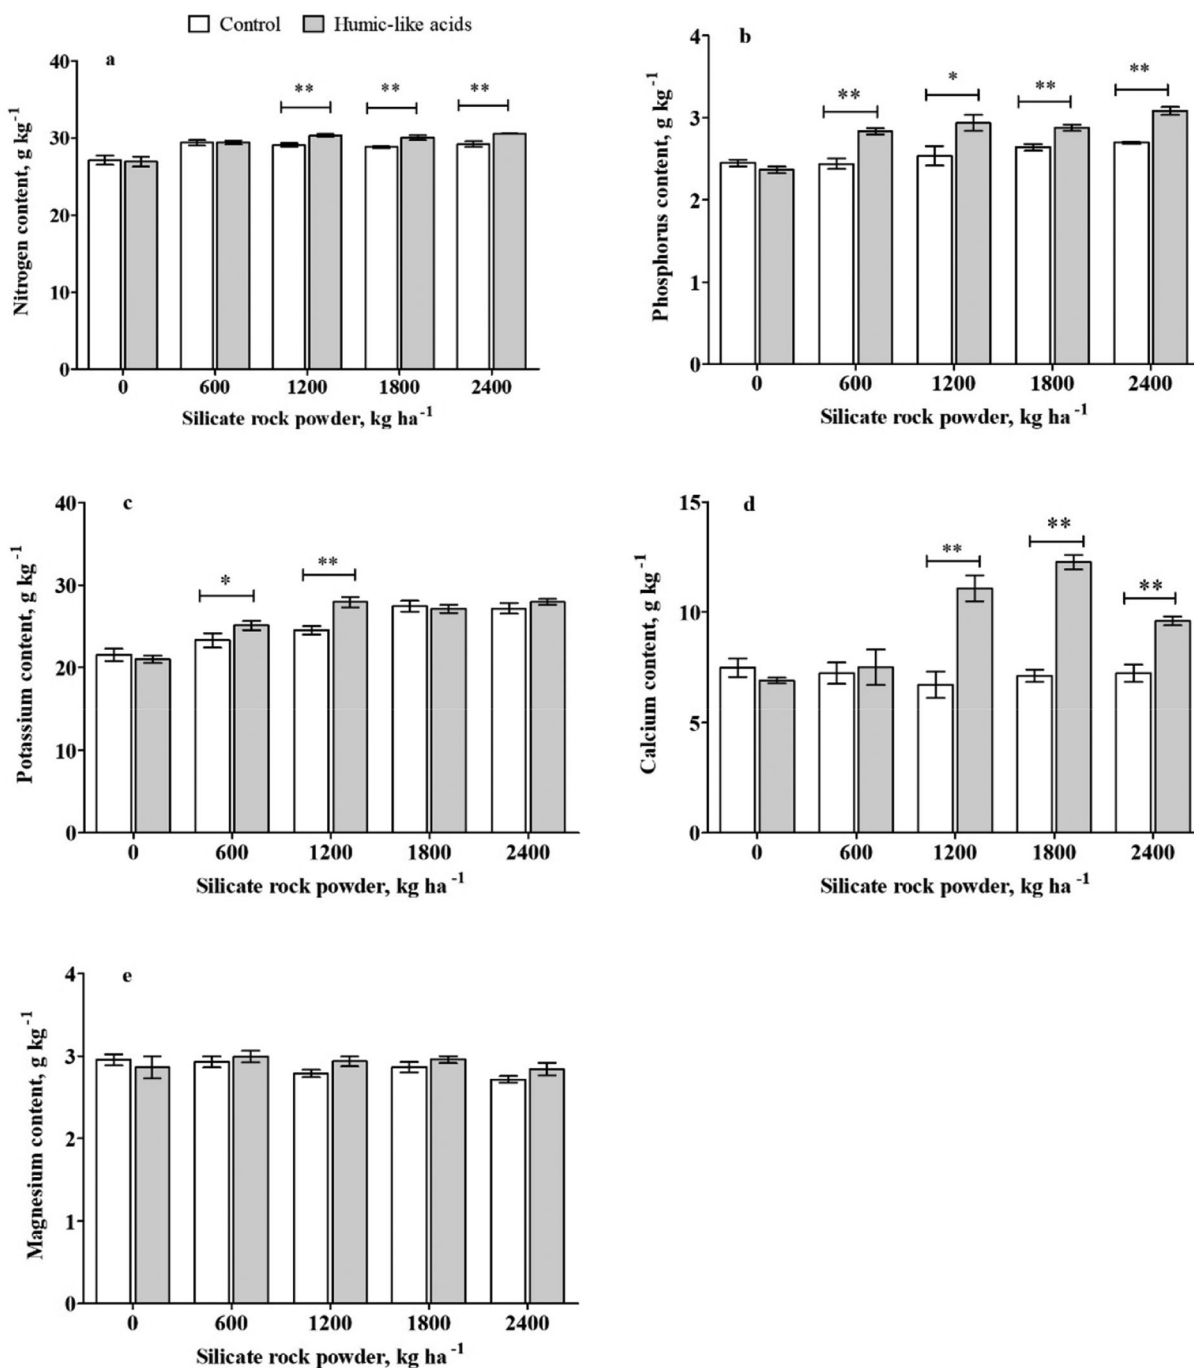 Control Humic-like acids
a
** ** **
40
30
20
10
0
Nitrogen content, g kg⁻¹
0 600 1200 1800 2400
Silicate rock powder, kg ha⁻¹
b
** * ** **
4
3
2
1
0
Phosphorus content, g kg⁻¹
0 600 1200 1800 2400
Silicate rock powder, kg ha⁻¹
c
* **
40
30
20
10
0
Potassium content, g kg⁻¹
0 600 1200 1800 2400
Silicate rock powder, kg ha⁻¹
d
** ** **
15
10
5
0
Calcium content, g kg⁻¹
0 600 1200 1800 2400
Silicate rock powder, kg ha⁻¹
e
4
3
2
1
0
Magnesium content, g kg⁻¹
0 600 1200 1800 2400
Silicate rock powder, kg ha⁻¹